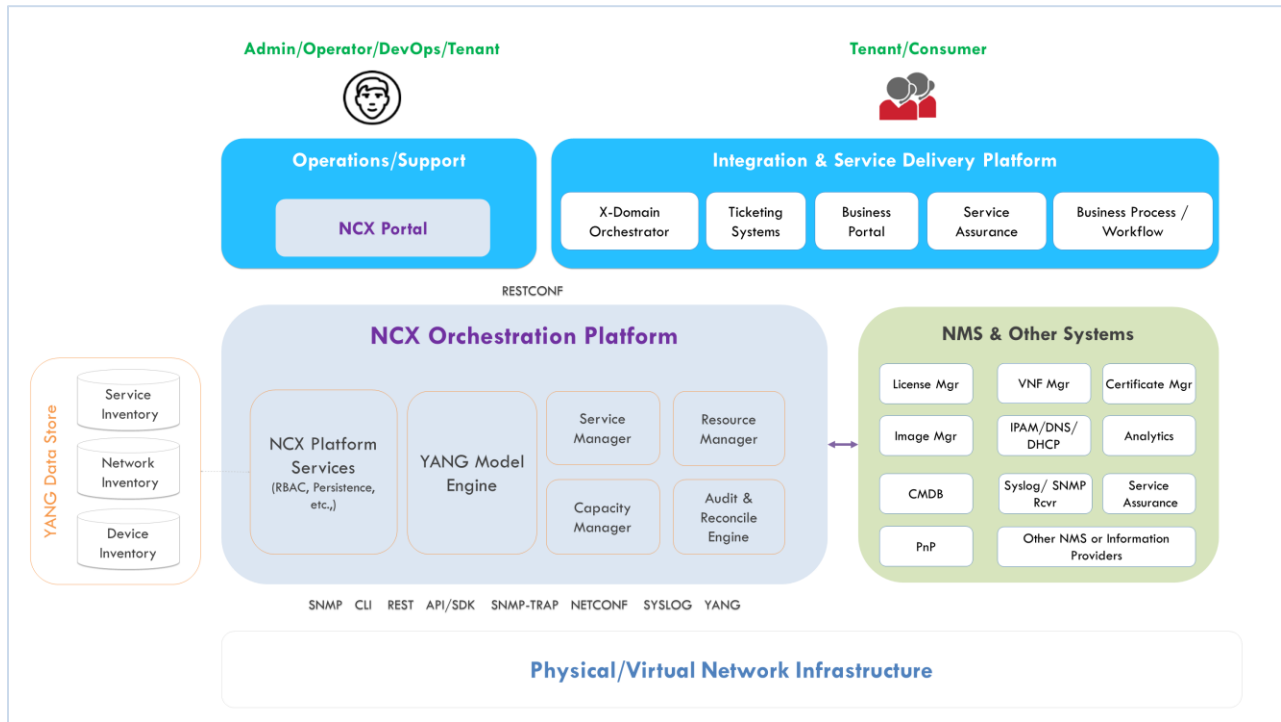 Admin/Operator/DevOps/Tenant
Tenant/Consumer
Operations/Support
NCX Portal
Integration & Service Delivery Platform
X-Domain
Orchestrator
Ticketing
Systems
Business
Portal
Service
Assurance
Business Process /
Workflow
RESTCONF
YANG Data Store
Service
Inventory
Network
Inventory
Device
Inventory
NCX Orchestration Platform
NCX Platform
Services
(RBAC, Persistence,
etc.,)
YANG Model
Engine
Service
Manager
Resource
Manager
Capacity
Manager
Audit &
Reconcile
Engine
NMS & Other Systems
License Mgr
VNF Mgr
Certificate Mgr
Image Mgr
IPAM/DNS/
DHCP
Analytics
CMDB
Syslog/ SNMP
Rcvr
Service
Assurance
PnP
Other NMS or Information
Providers
SNMP CLI REST API/SDK SNMP-TRAP NETCONF SYSLOG YANG
Physical/Virtual Network Infrastructure